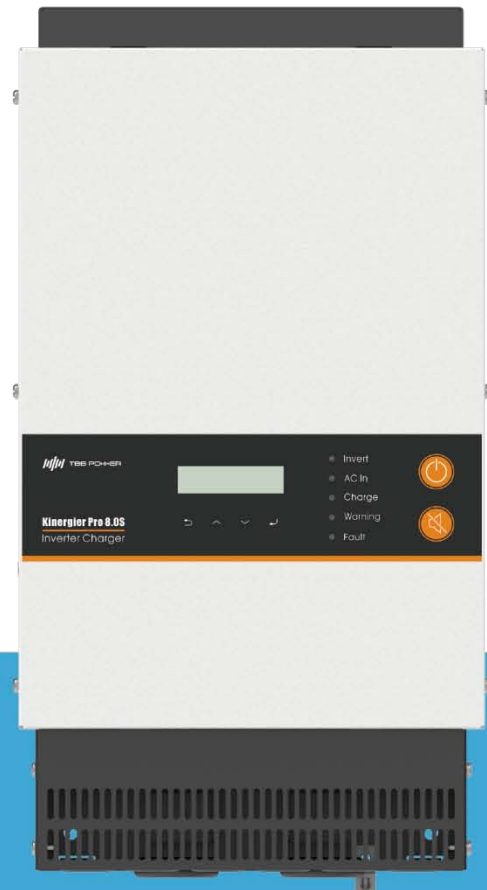 TBB POWER
Kinergier Pro 8.0S
Inverter Charger
Invert
AC In
Charge
Warning
Fault